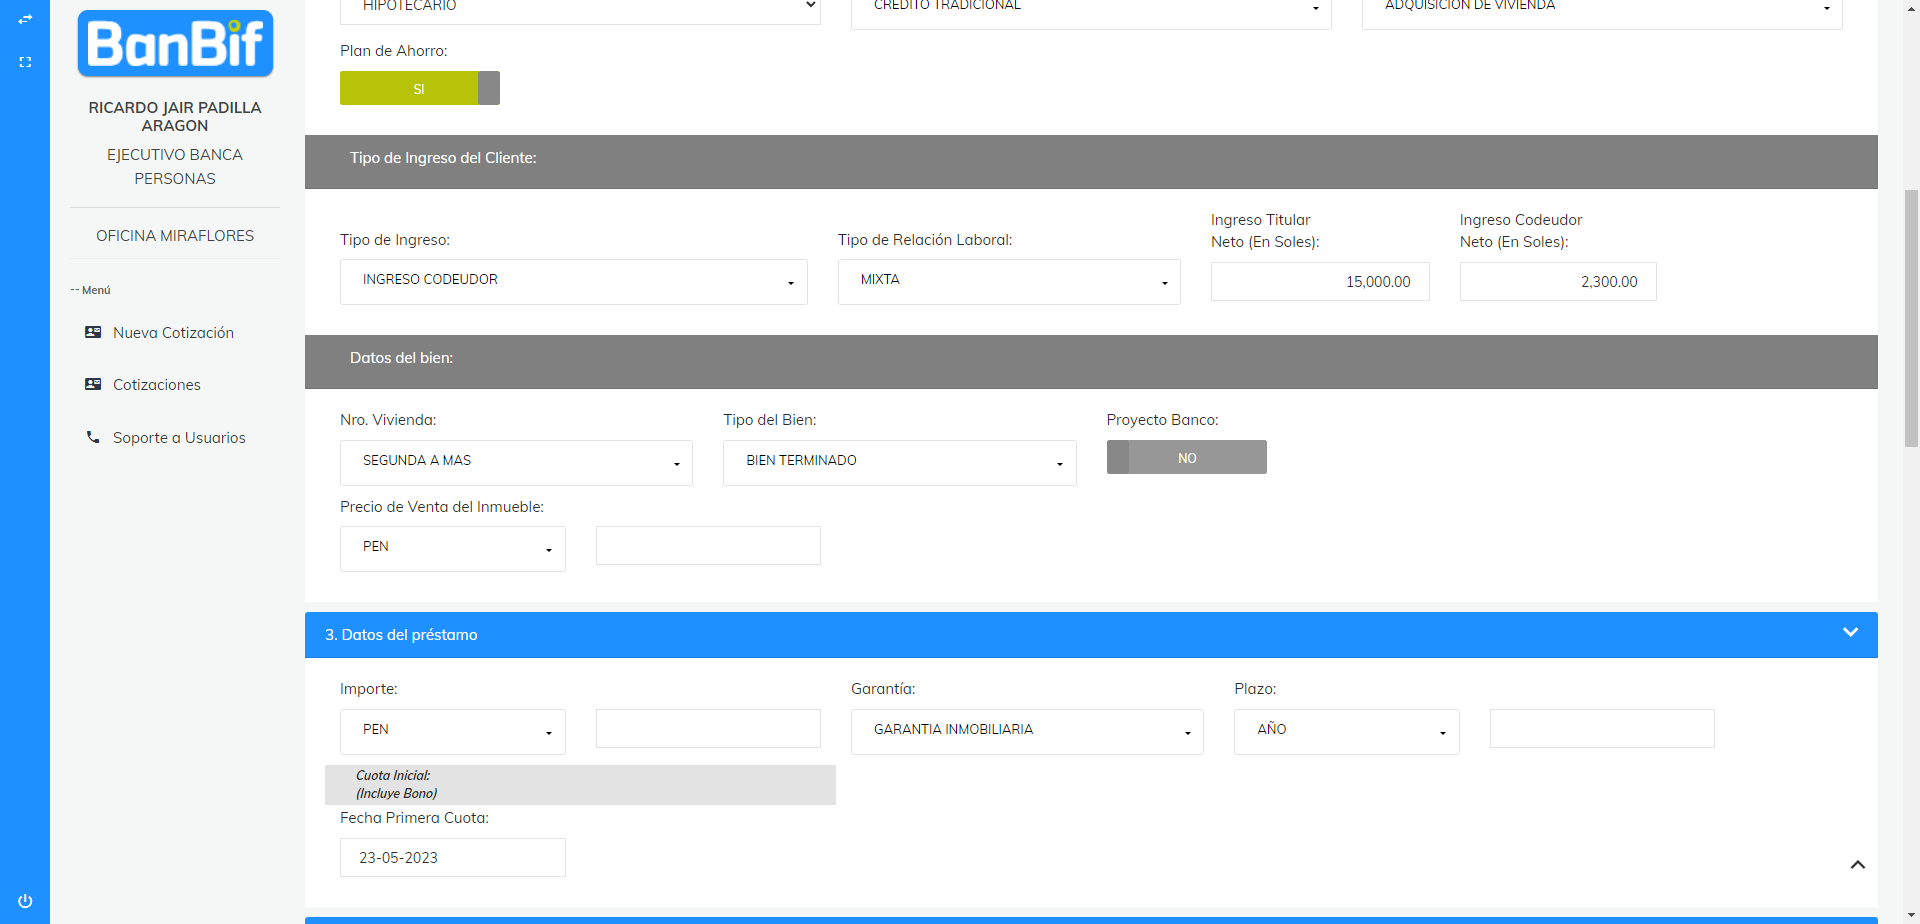 HIPOTECARIO
CREDITO TRADICIONAL
ADQUISICION DE VIVIENDA
BanBif
RICARDO JAIR PADILLA
ARAGON
EJECUTIVO BANCA
PERSONAS
OFICINA MIRAFLORES
-- Menú
Nueva Cotización
Cotizaciones
Soporte a Usuarios
Plan de Ahorro:
SI
Tipo de Ingreso del Cliente:
Tipo de Ingreso:
INGRESO CODEUDOR
Tipo de Relación Laboral:
MIXTA
Ingreso Titular
Neto (En Soles):
15,000.00
Ingreso Codeudor
Neto (En Soles):
2,300.00
Datos del bien:
Nro. Vivienda:
SEGUNDA A MAS
Tipo del Bien:
BIEN TERMINADO
Proyecto Banco:
NO
Precio de Venta del Inmueble:
PEN
3. Datos del préstamo
Importe:
PEN
Garantía:
GARANTIA INMOBILIARIA
Plazo:
AÑO
Cuota Inicial:
(Incluye Bono)
Fecha Primera Cuota:
23-05-2023